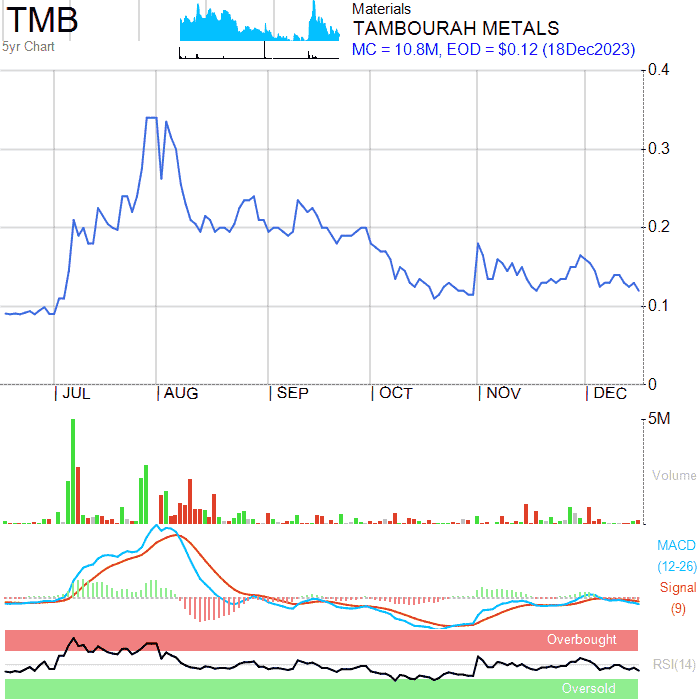 TMB
5yr Chart
Materials
TAMBOURAH METALS
MC = 10.8M, EOD = $0.12 (18Dec2023)
0.4
0.3
0.2
0.1
0
JUL AUG SEP OCT NOV DEC
5M
Volume
MACD
(12-26)
Signal
(9)
Overbought
RSI(14)
Oversold